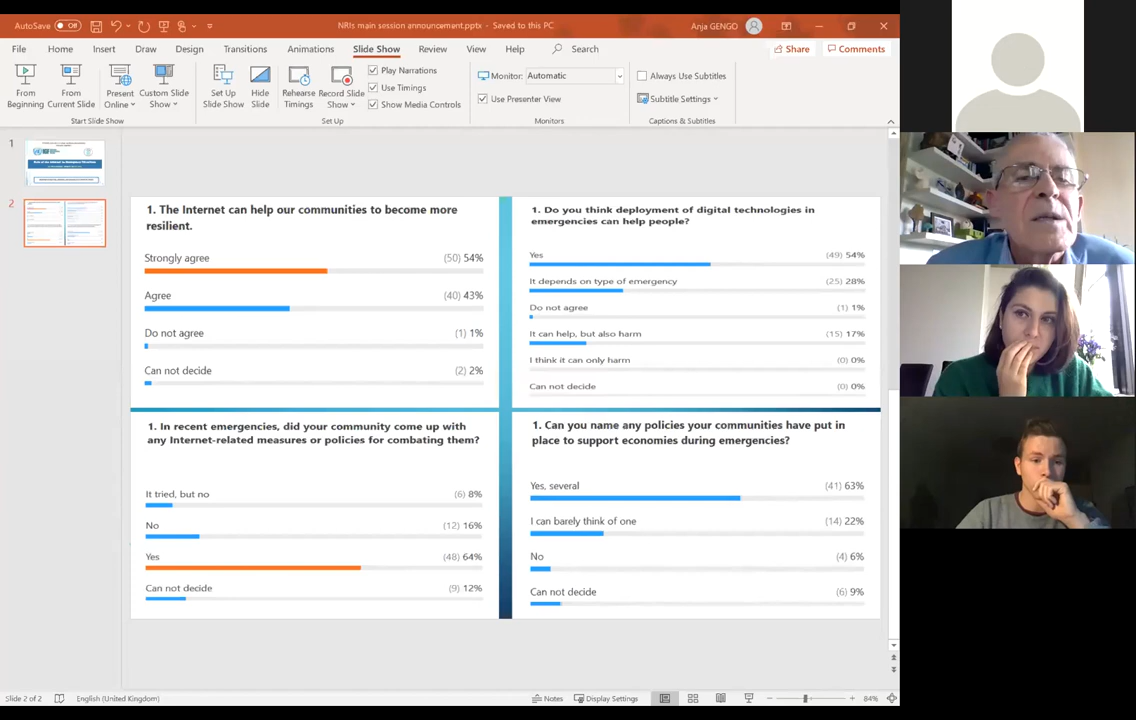 AutoSave Off
NRIs main session announcement.pptx - Saved to this PC
Anja GENGO
File Home Insert Draw Design Transitions Animations Slide Show Review View Help Search
Share Comments
From Beginning
From Current Slide
Present Online
Custom Slide Show
Start Slide Show
Set Up Slide Show
Hide Slide
Rehearse Timings
Record Slide Show
Play Narrations
Use Timings
Show Media Controls
Set Up
Monitor: Automatic
Use Presenter View
Monitors
Always Use Subtitles
Subtitle Settings
Captions & Subtitles
1
2
1. The Internet can help our communities to become more
resilient.
Strongly agree (50) 54%
Agree (40) 43%
Do not agree (1) 1%
Can not decide (2) 2%
1. Do you think deployment of digital technologies in
emergencies can help people?
Yes (49) 54%
It depends on type of emergency (25) 28%
Do not agree (1) 1%
It can help, but also harm (15) 17%
I think it can only harm (0) 0%
Can not decide (0) 0%
1. In recent emergencies, did your community come up with
any Internet-related measures or policies for combating them?
It tried, but no (6) 8%
No (12) 16%
Yes (48) 64%
Can not decide (9) 12%
1. Can you name any policies your communities have put in
place to support economies during emergencies?
Yes, several (41) 63%
I can barely think of one (14) 22%
No (4) 6%
Can not decide (6) 9%
Slide 2 of 2 English (United Kingdom) Notes Display Settings 84%